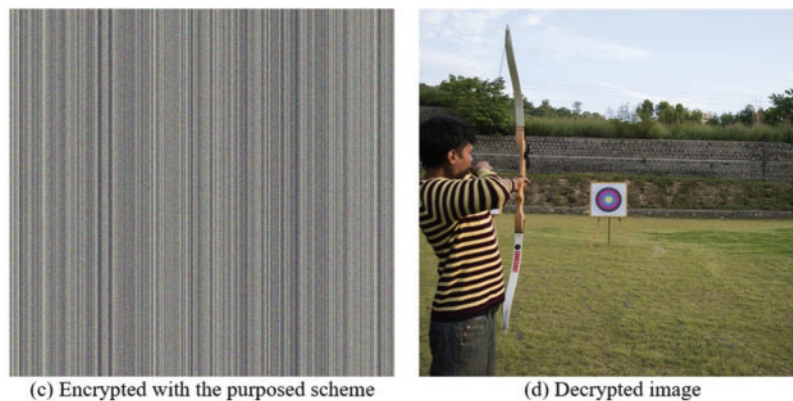 (c) Encrypted with the purposed scheme
(d) Decrypted image